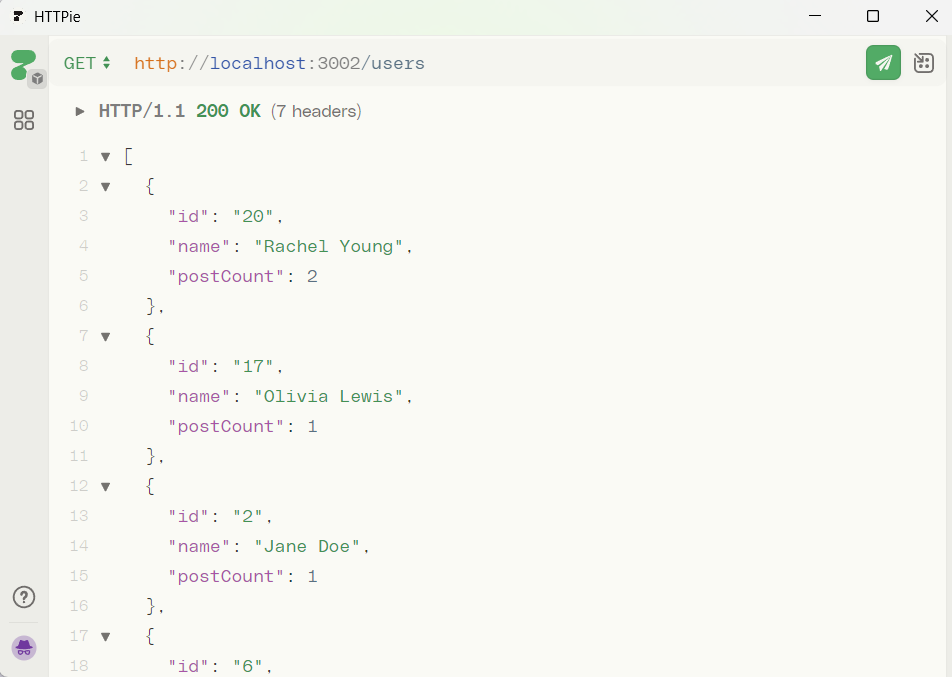 HTTPie
GET http://localhost:3002/users
HTTP/1.1 200 OK (7 headers)
1 [
2 {
3 "id": "20",
4 "name": "Rachel Young",
5 "postCount": 2
6 },
7 {
8 "id": "17",
9 "name": "Olivia Lewis",
10 "postCount": 1
11 },
12 {
13 "id": "2",
14 "name": "Jane Doe",
15 "postCount": 1
16 },
17 {
18 "id": "6",